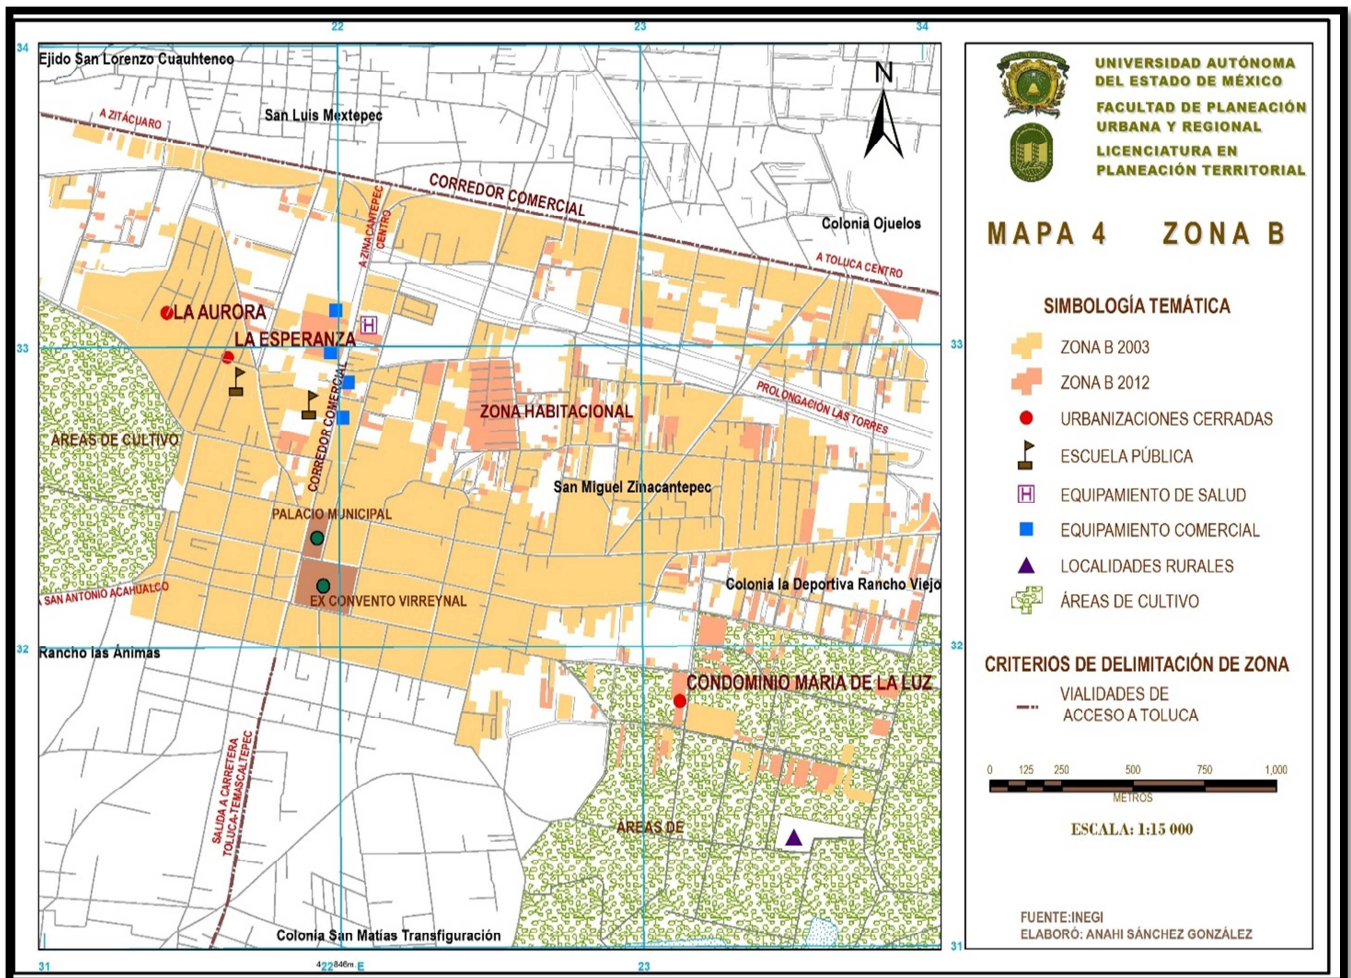 22
23
34
34
Ejido San Lorenzo Cuauhtenco
A ZITÁCUARO
San Luis Mextepec
N
CORREDOR COMERCIAL
A ZINACANTEPEC
CENTRO
Colonia Ojuelos
A TOLUCA CENTRO
LA AURORA
LA ESPERANZA
H
33
33
CORREDOR COMERCIAL
PROLONGACIÓN LAS TORRES
ZONA HABITACIONAL
ÁREAS DE CULTIVO
San Miguel Zinacantepec
PALACIO MUNICIPAL
A SAN ANTONIO ACAHUALCO
EX CONVENTO VIRREYNAL
Colonia la Deportiva Rancho Viejo
32
32
Rancho las Ánimas
CONDOMINIO MARIA DE LA LUZ
SALIDA A CARRETERA
TOLUCA-TEMASCALTEPEC
ÁREAS DE
Colonia San Matías Transfiguración
31
31
422846m. E
23
UNIVERSIDAD AUTÓNOMA
DEL ESTADO DE MÉXICO
FACULTAD DE PLANEACIÓN
URBANA Y REGIONAL
LICENCIATURA EN
PLANEACIÓN TERRITORIAL
MAPA 4 ZONA B
SIMBOLOGÍA TEMÁTICA
ZONA B 2003
ZONA B 2012
URBANIZACIONES CERRADAS
ESCUELA PÚBLICA
H EQUIPAMIENTO DE SALUD
EQUIPAMIENTO COMERCIAL
LOCALIDADES RURALES
ÁREAS DE CULTIVO
CRITERIOS DE DELIMITACIÓN DE ZONA
VIALIDADES DE
ACCESO A TOLUCA
0 125 250 500 750 1,000
METROS
ESCALA: 1:15 000
FUENTE:INEGI
ELABORÓ: ANAHI SÁNCHEZ GONZÁLEZ